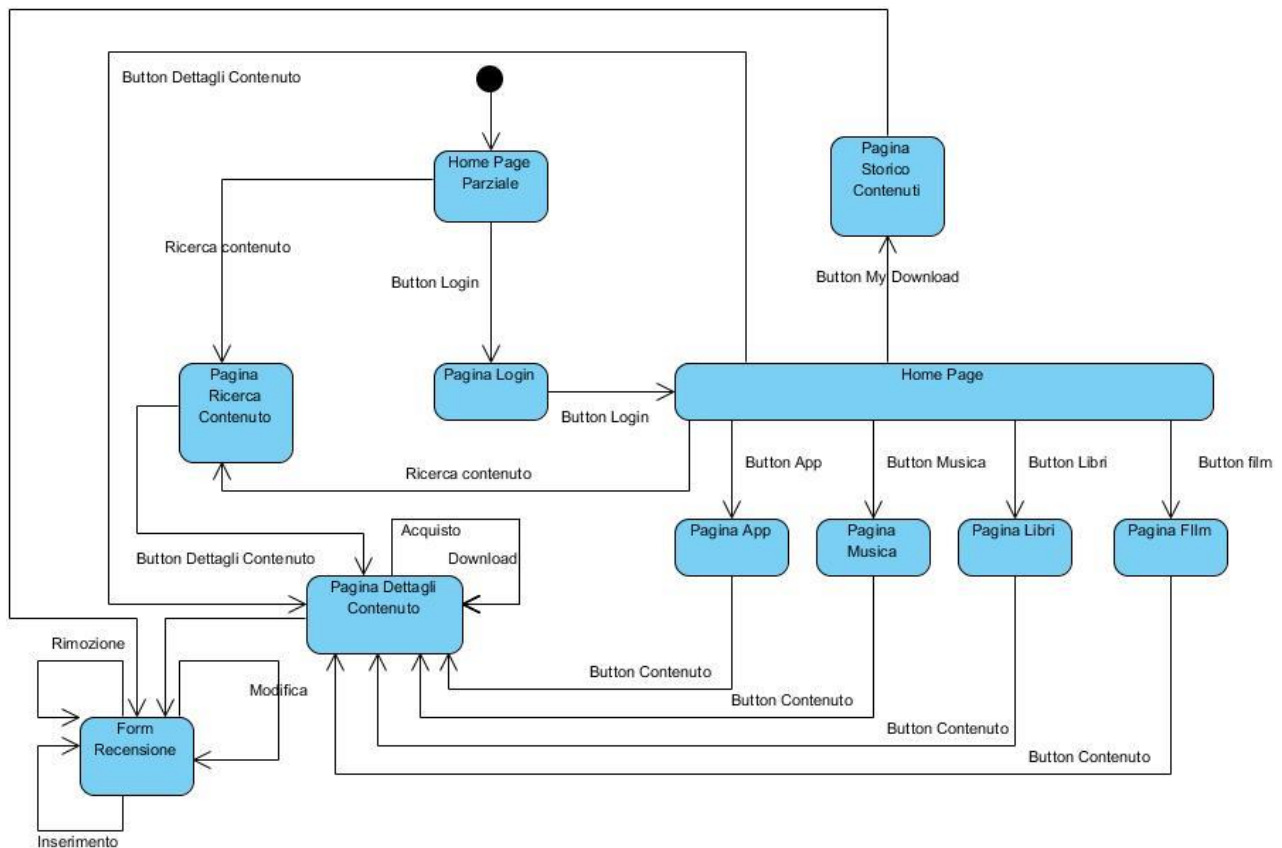 Button Dettagli Contenuto
Home Page
Parziale
Pagina
Storico
Contenuti
Ricerca contenuto
Button Login
Button My Download
Pagina
Ricerca
Contenuto
Pagina Login
Home Page
Button Login
Button App
Button Musica
Button Libri
Button film
Ricerca contenuto
Pagina App
Pagina
Musica
Pagina Libri
Pagina FIlm
Acquisto
Download
Button Dettagli Contenuto
Pagina Dettagli
Contenuto
Rimozione
Modifica
Button Contenuto
Button Contenuto
Button Contenuto
Button Contenuto
Form
Recensione
Inserimento